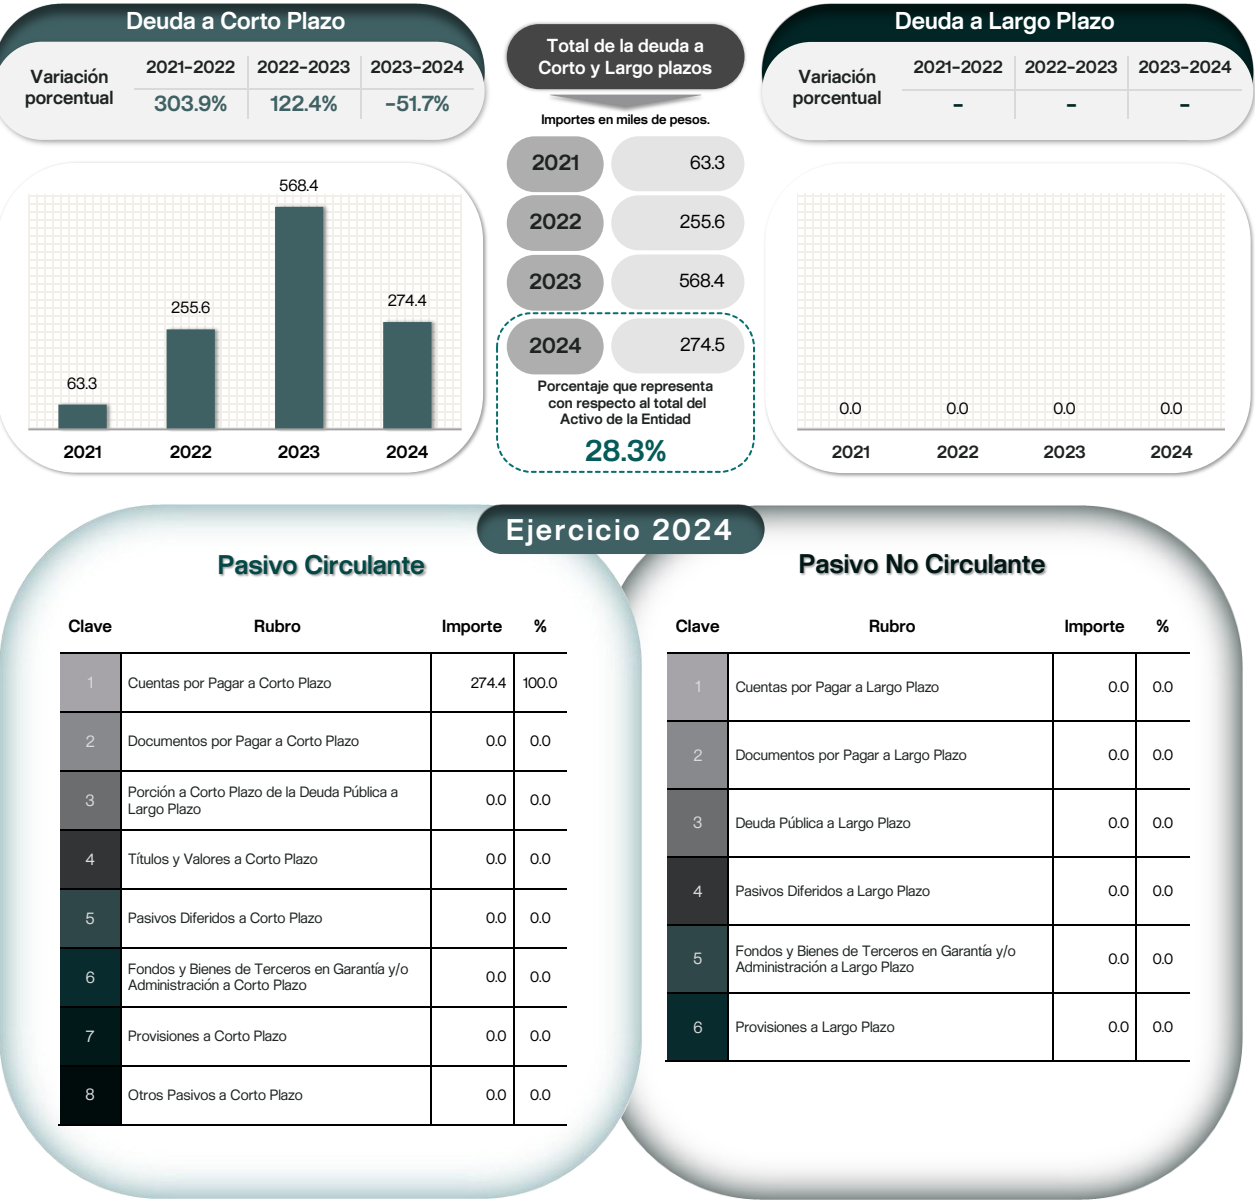 Deuda a Corto Plazo
Variación porcentual
2021-2022 2022-2023 2023-2024
303.9% 122.4% -51.7%
568.4
255.6
274.4
63.3
2021 2022 2023 2024
Total de la deuda a
Corto y Largo plazos
Importes en miles de pesos.
2021 63.3
2022 255.6
2023 568.4
2024 274.5
Porcentaje que representa
con respecto al total del
Activo de la Entidad
28.3%
Deuda a Largo Plazo
Variación porcentual
2021-2022 2022-2023 2023-2024
- - -
0.0 0.0 0.0 0.0
2021 2022 2023 2024
Ejercicio 2024
Pasivo Circulante
Clave Rubro Importe %
1 Cuentas por Pagar a Corto Plazo 274.4 100.0
2 Documentos por Pagar a Corto Plazo 0.0 0.0
3 Porción a Corto Plazo de la Deuda Pública a
Largo Plazo 0.0 0.0
4 Títulos y Valores a Corto Plazo 0.0 0.0
5 Pasivos Diferidos a Corto Plazo 0.0 0.0
6 Fondos y Bienes de Terceros en Garantía y/o
Administración a Corto Plazo 0.0 0.0
7 Provisiones a Corto Plazo 0.0 0.0
8 Otros Pasivos a Corto Plazo 0.0 0.0
Pasivo No Circulante
Clave Rubro Importe %
1 Cuentas por Pagar a Largo Plazo 0.0 0.0
2 Documentos por Pagar a Largo Plazo 0.0 0.0
3 Deuda Pública a Largo Plazo 0.0 0.0
4 Pasivos Diferidos a Largo Plazo 0.0 0.0
5 Fondos y Bienes de Terceros en Garantía y/o
Administración a Largo Plazo 0.0 0.0
6 Provisiones a Largo Plazo 0.0 0.0